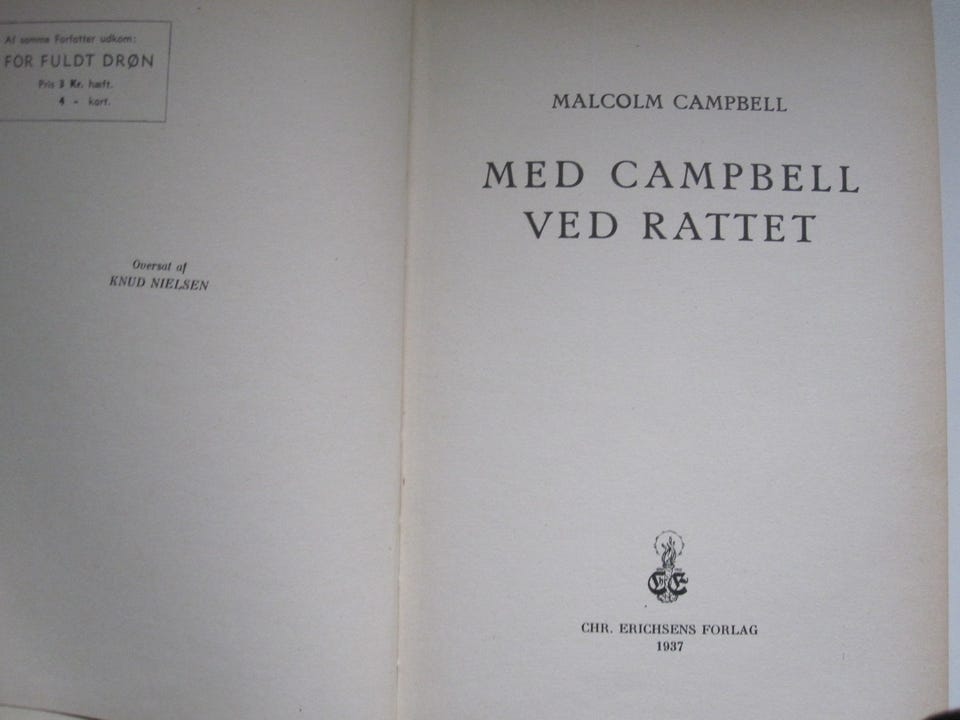 Af samme Forfatter udkom:
FOR FULDT DRØN
Pris 3 Kr. hæft.
4 - kart.
Oversat af
KNUD NIELSEN
MALCOLM CAMPBELL
MED CAMPBELL
VED RATTET
CHR. ERICHSENS FORLAG
1937